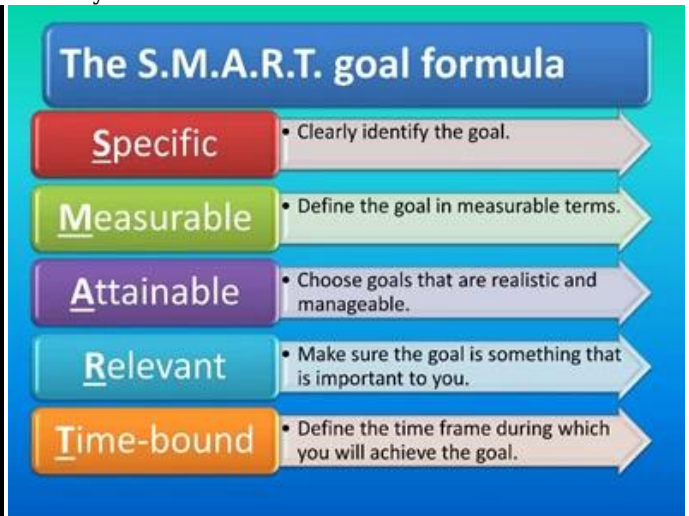 The S.M.A.R.T. goal formula
Specific
• Clearly identify the goal.
Measurable
• Define the goal in measurable terms.
Attainable
• Choose goals that are realistic and
manageable.
Relevant
• Make sure the goal is something that
is important to you.
Time-bound
• Define the time frame during which
you will achieve the goal.